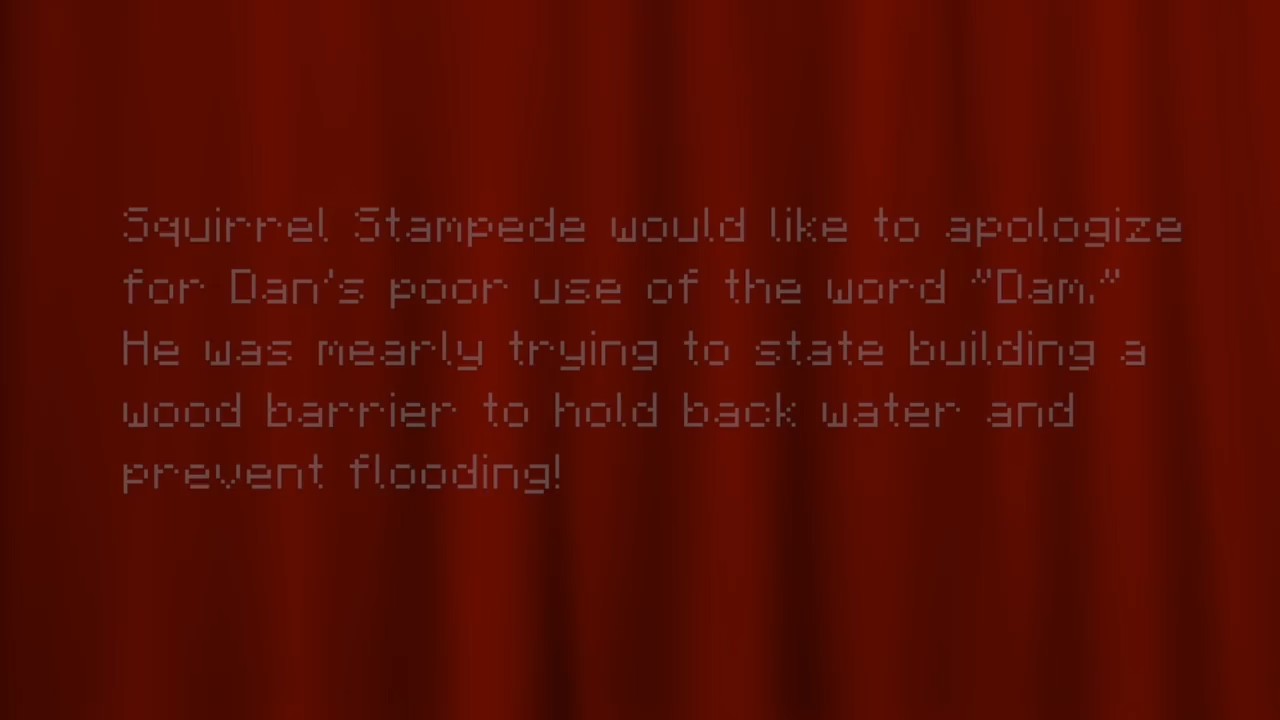 Squirrel Stampede would like to apologize
for Dan's poor use of the word "Dam."
He was mearly trying to state building a
wood barrier to hold back water and
prevent flooding!